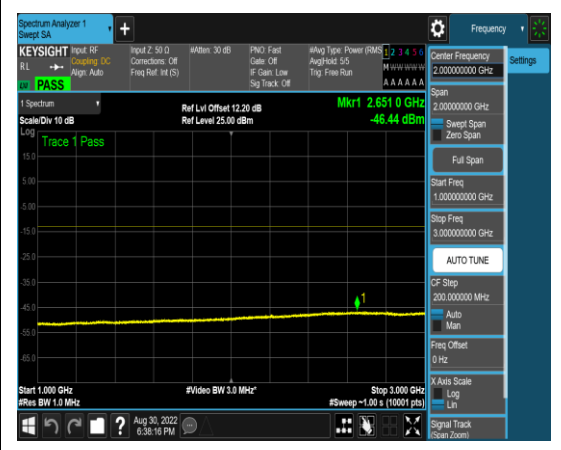 Spectrum Analyzer 1
Swept SA
+
Frequency
KEYSIGHT
RL
PASS
Input: RF
Coupling: DC
Align: Auto
Input Z: 50 Ω
Corrections: Off
Freq Ref: Int (S)
#Atten: 30 dB
PNO: Fast
Gate: Off
IF Gain: Low
Sig Track: Off
#Avg Type: Power (RMS
Avg|Hold: 5/5
Trig: Free Run
1 2 3 4 5 6
M W W W W W
A A A A A A
1 Spectrum
Scale/Div 10 dB
Ref Lvl Offset 12.20 dB
Ref Level 25.00 dBm
Mkr1 2.651 0 GHz
-46.44 dBm
Log
Trace 1 Pass
15.0
5.00
-5.00
-15.0
-25.0
-35.0
-45.0
-55.0
-65.0
1
Start 1.000 GHz
#Res BW 1.0 MHz
#Video BW 3.0 MHz*
Stop 3.000 GHz
#Sweep ~1.00 s (10001 pts)
Center Frequency
2.000000000 GHz
Settings
Span
2.00000000 GHz
Swept Span
Zero Span
Full Span
Start Freq
1.000000000 GHz
Stop Freq
3.000000000 GHz
AUTO TUNE
CF Step
200.000000 MHz
Auto
Man
Freq Offset
0 Hz
X Axis Scale
Log
Lin
Signal Track
(Span Zoom)
?
Aug 30, 2022
6:38:16 PM